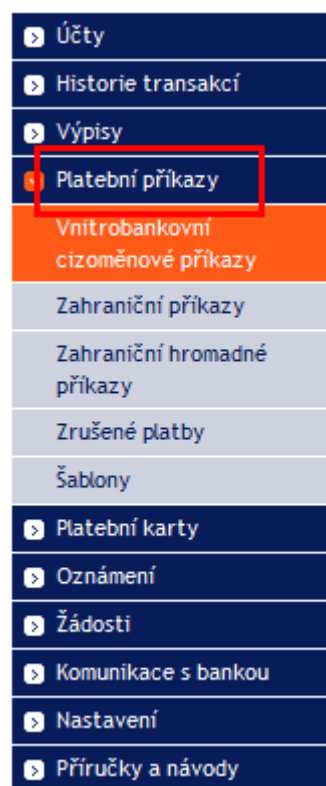 Účty
Historie transakcí
Výpisy
Platební příkazy
Vnitrobankovní
cizoměnové příkazy
Zahraniční příkazy
Zahraniční hromadné
příkazy
Zrušené platby
Šablony
Platební karty
Oznámení
Žádosti
Komunikace s bankou
Nastavení
Příručky a návody